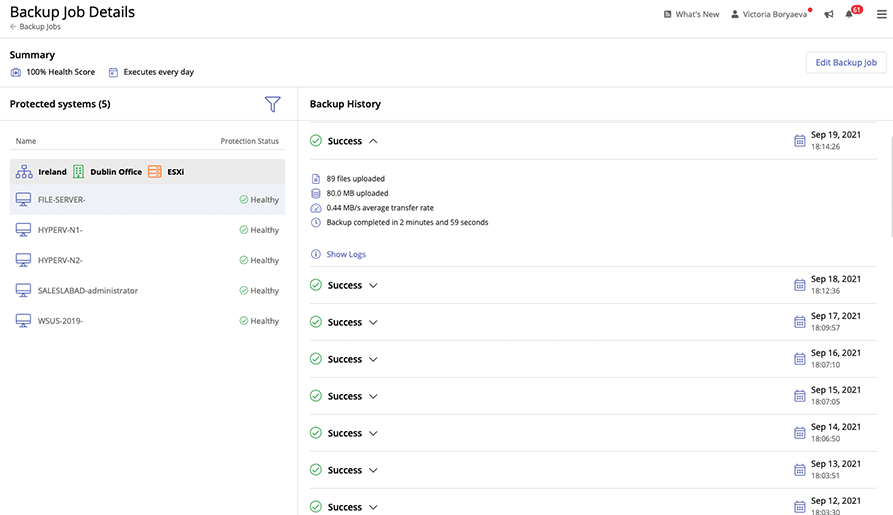 Backup Job Details
Backup Jobs
What's New
Victoria Boryaeva
61
Summary
100% Health Score
Executes every day
Edit Backup Job
Protected systems (5)
Name
Protection Status
Ireland
Dublin Office
ESXi
FILE-SERVER-
Healthy
HYPERV-N1-
Healthy
HYPERV-N2-
Healthy
SALESLABAD-administrator
Healthy
WSUS-2019-
Healthy
Backup History
Success
Sep 19, 2021
18:14:26
89 files uploaded
80.0 MB uploaded
0.44 MB/s average transfer rate
Backup completed in 2 minutes and 59 seconds
Show Logs
Success
Sep 18, 2021
18:12:36
Success
Sep 17, 2021
18:09:57
Success
Sep 16, 2021
18:07:10
Success
Sep 15, 2021
18:07:05
Success
Sep 14, 2021
18:06:50
Success
Sep 13, 2021
18:03:51
Success
Sep 12, 2021
18:03:30